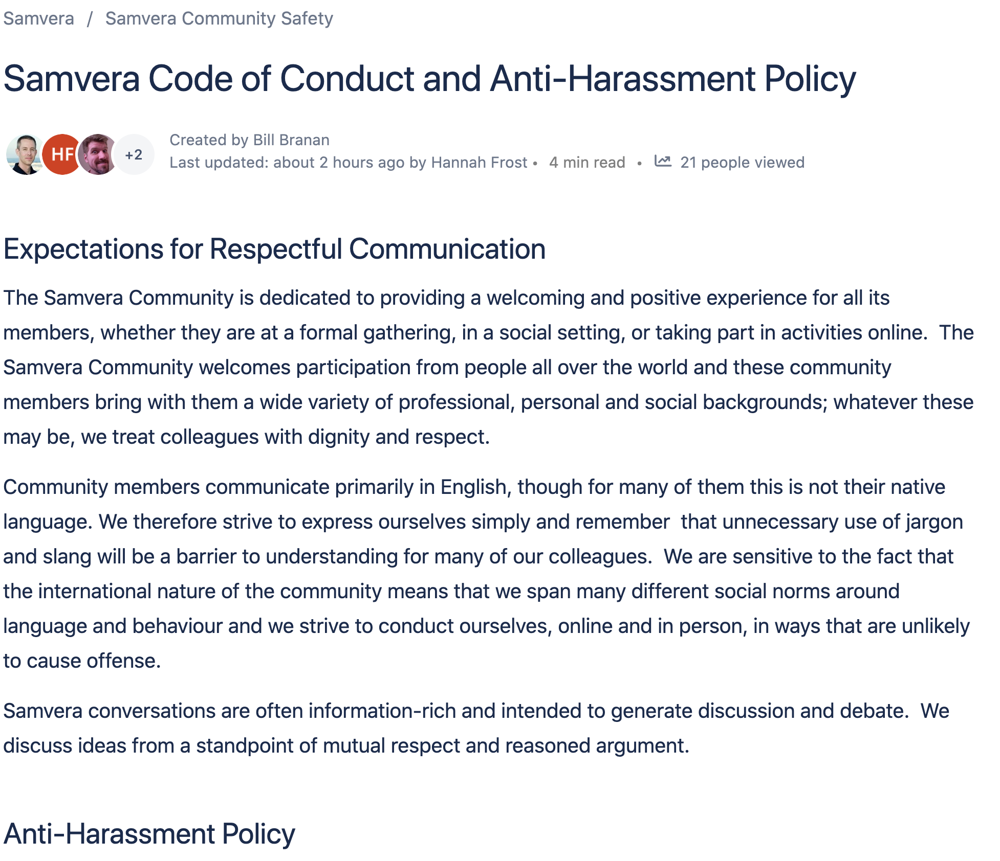 Samvera / Samvera Community Safety
Samvera Code of Conduct and Anti-Harassment Policy
HF
+2
Created by Bill Branan
Last updated: about 2 hours ago by Hannah Frost • 4 min read • 21 people viewed
Expectations for Respectful Communication
The Samvera Community is dedicated to providing a welcoming and positive experience for all its
members, whether they are at a formal gathering, in a social setting, or taking part in activities online.  The
Samvera Community welcomes participation from people all over the world and these community
members bring with them a wide variety of professional, personal and social backgrounds; whatever these
may be, we treat colleagues with dignity and respect.
Community members communicate primarily in English, though for many of them this is not their native
language. We therefore strive to express ourselves simply and remember  that unnecessary use of jargon
and slang will be a barrier to understanding for many of our colleagues.  We are sensitive to the fact that
the international nature of the community means that we span many different social norms around
language and behaviour and we strive to conduct ourselves, online and in person, in ways that are unlikely
to cause offense.
Samvera conversations are often information-rich and intended to generate discussion and debate.  We
discuss ideas from a standpoint of mutual respect and reasoned argument.
Anti-Harassment Policy